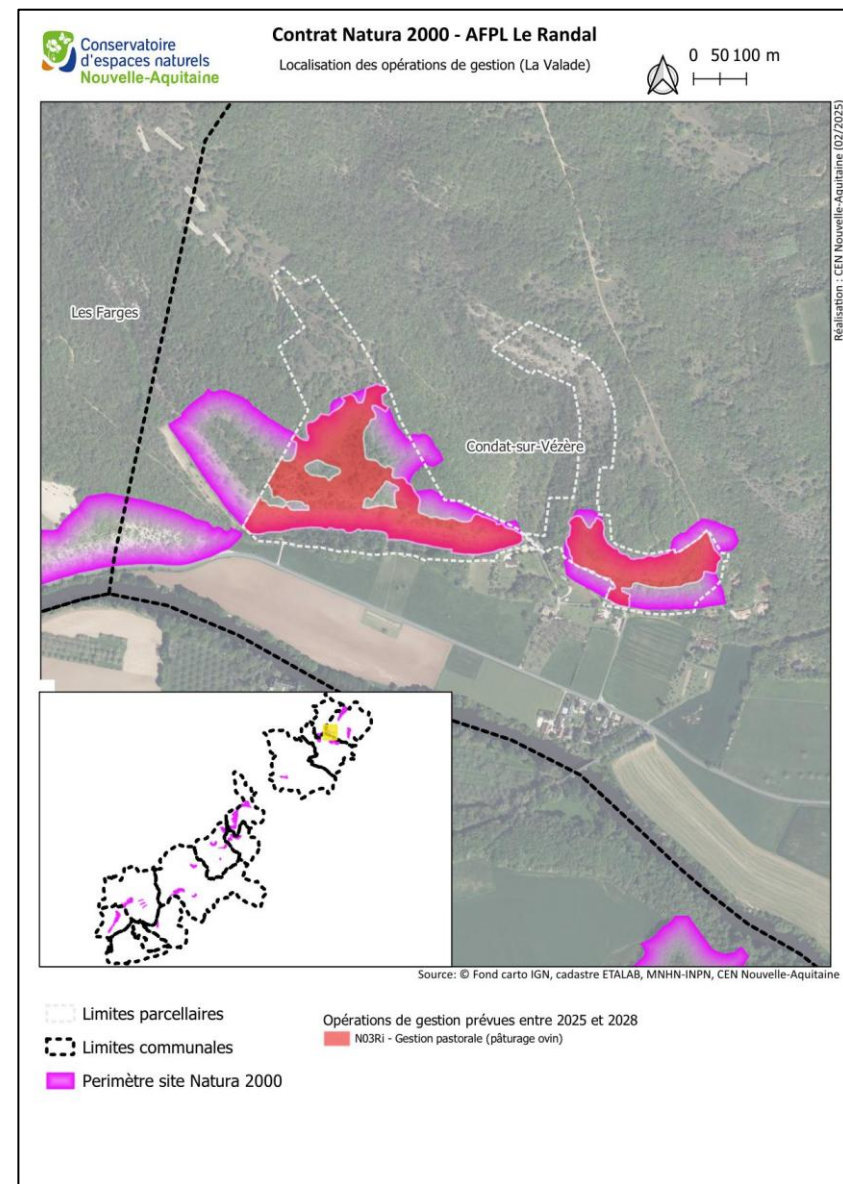 Conservatoire
d'espaces naturels
Nouvelle-Aquitaine
Contrat Natura 2000 - AFPL Le Randal
Localisation des opérations de gestion (La Valade)
0 50 100 m
Réalisation : CEN Nouvelle-Aquitaine (02/2025)
Les Farges
Condat-sur-Vézère
Source: © Fond carto IGN, cadastre ETALAB, MNHN-INPN, CEN Nouvelle-Aquitaine
Limites parcellaires
Limites communales
Perimètre site Natura 2000
Opérations de gestion prévues entre 2025 et 2028
N03Ri - Gestion pastorale (pâturage ovin)